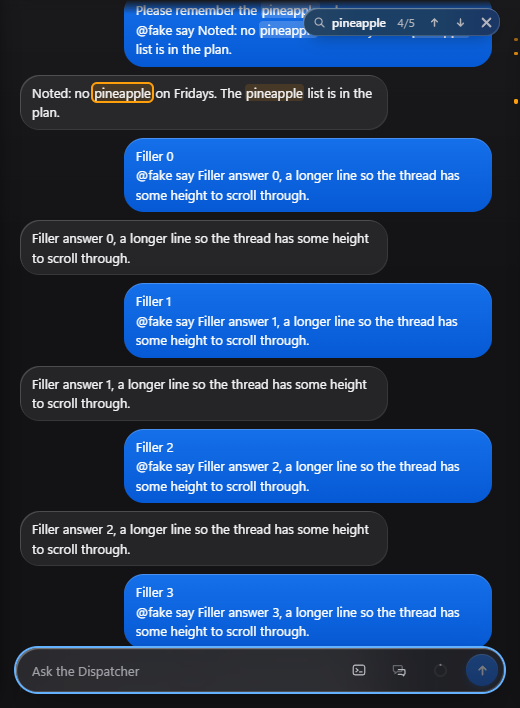 pineapple 4/5
Please remember the pineapple
@fake say Noted: no pineapple
list is in the plan.
Noted: no pineapple on Fridays. The pineapple list is in the
plan.
Filler 0
@fake say Filler answer 0, a longer line so the thread has
some height to scroll through.
Filler answer 0, a longer line so the thread has some height
to scroll through.
Filler 1
@fake say Filler answer 1, a longer line so the thread has
some height to scroll through.
Filler answer 1, a longer line so the thread has some height
to scroll through.
Filler 2
@fake say Filler answer 2, a longer line so the thread has
some height to scroll through.
Filler answer 2, a longer line so the thread has some height
to scroll through.
Filler 3
@fake say Filler answer 3, a longer line so the thread has
some height to scroll through.
Ask the Dispatcher